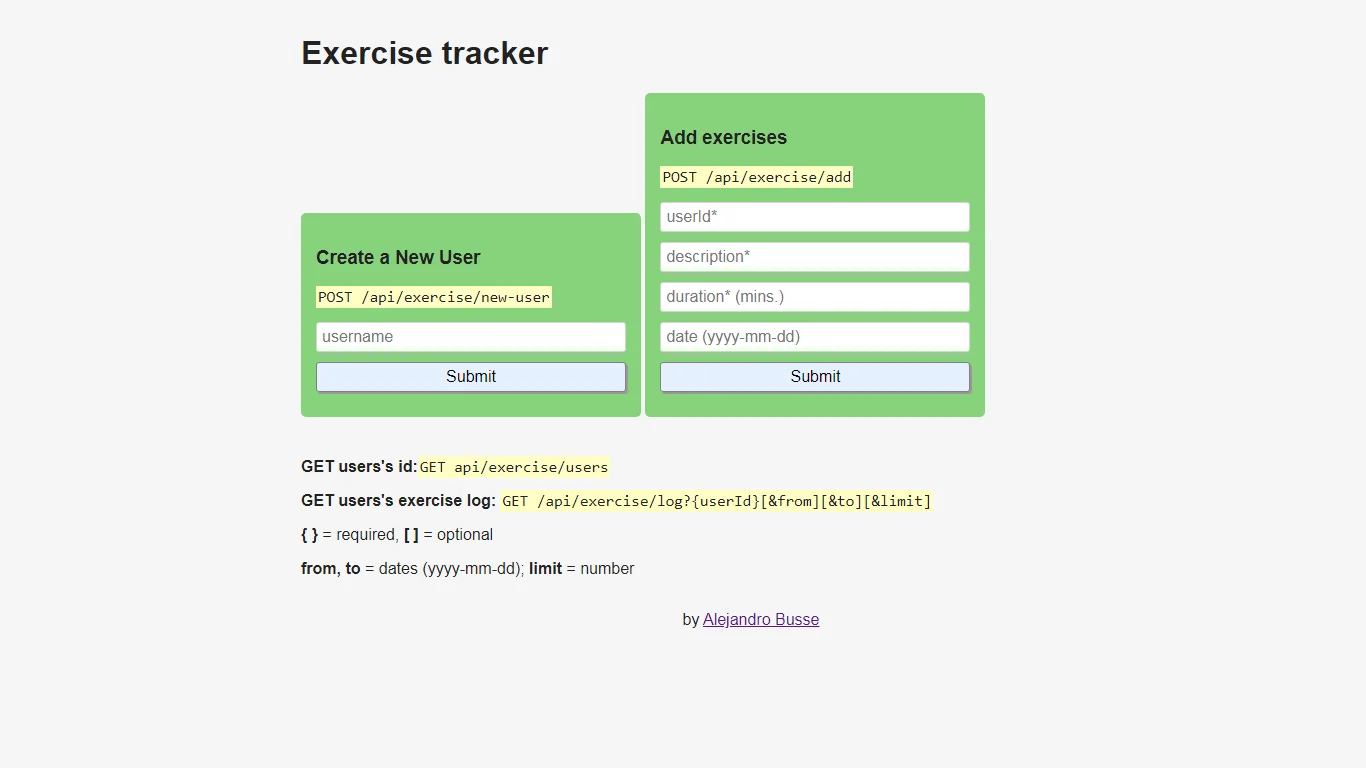 Exercise tracker
Create a New User
POST /api/exercise/new-user
username
Submit
Add exercises
POST /api/exercise/add
userId*
description*
duration* (mins.)
date (yyyy-mm-dd)
Submit
GET users's id: GET api/exercise/users
GET users's exercise log: GET /api/exercise/log?{userId}[&from][&to][&limit]
{ } = required, [ ] = optional
from, to = dates (yyyy-mm-dd); limit = number
by Alejandro Busse